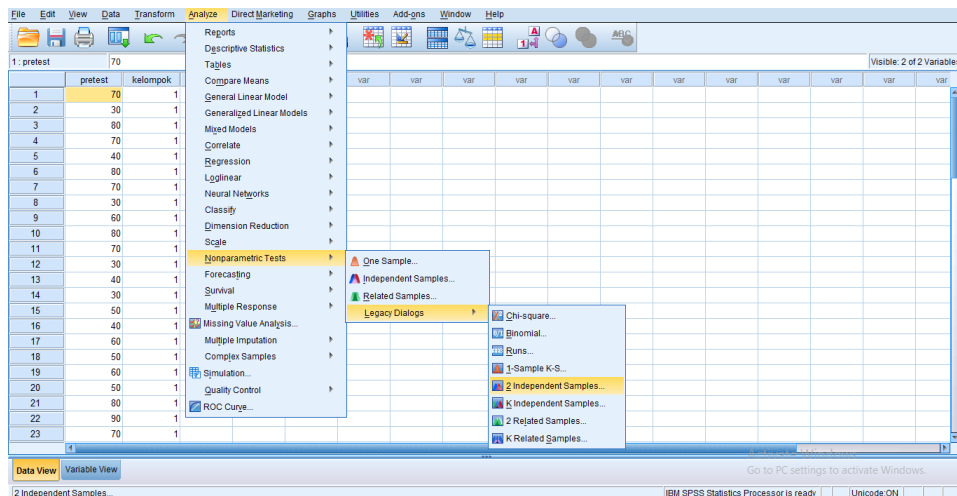 File Edit View Data Transform Analyze Direct Marketing Graphs Utilities Add-ons Window Help
1 : pretest 70 Visible: 2 of 2 Variables
pretest kelompok var var var var var var var var var var var
1 70 1
2 30 1
3 80 1
4 70 1
5 40 1
6 80 1
7 70 1
8 30 1
9 60 1
10 80 1
11 70 1
12 30 1
13 40 1
14 30 1
15 50 1
16 40 1
17 60 1
18 50 1
19 60 1
20 50 1
21 80 1
22 90 1
23 70 1
Reports
Descriptive Statistics
Tables
Compare Means
General Linear Model
Generalized Linear Models
Mixed Models
Correlate
Regression
Loglinear
Neural Networks
Classify
Dimension Reduction
Scale
Nonparametric Tests
Forecasting
Survival
Multiple Response
Missing Value Analysis...
Multiple Imputation
Complex Samples
Simulation...
Quality Control
ROC Curve...
One Sample...
Independent Samples...
Related Samples...
Legacy Dialogs
Chi-square...
Binomial...
Runs...
1-Sample K-S...
2 Independent Samples...
K Independent Samples...
2 Related Samples...
K Related Samples...
Data View Variable View
Go to PC settings to activate Windows.
2 Independent Samples... IBM SPSS Statistics Processor is ready Unicode:ON